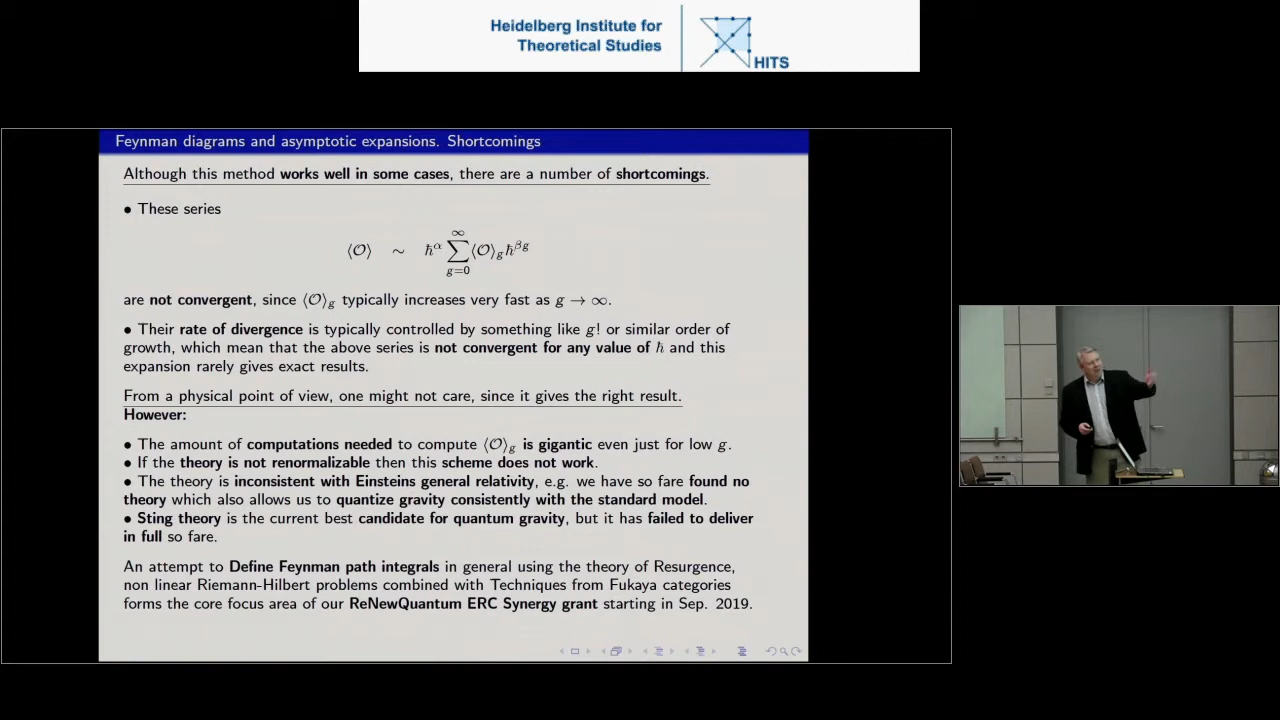 Heidelberg Institute for
Theoretical Studies
HITS
Feynman diagrams and asymptotic expansions. Shortcomings
Although this method works well in some cases, there are a number of shortcomings.
• These series
⟨𝒪⟩ ∼ ℏ^α ∑_{g=0}^{∞} ⟨𝒪⟩_g ℏ^{βg}
are not convergent, since ⟨𝒪⟩_g typically increases very fast as g → ∞.
• Their rate of divergence is typically controlled by something like g! or similar order of
growth, which mean that the above series is not convergent for any value of ℏ and this
expansion rarely gives exact results.
From a physical point of view, one might not care, since it gives the right result.
However:
• The amount of computations needed to compute ⟨𝒪⟩_g is gigantic even just for low g.
• If the theory is not renormalizable then this scheme does not work.
• The theory is inconsistent with Einsteins general relativity, e.g. we have so fare found no
theory which also allows us to quantize gravity consistently with the standard model.
• Sting theory is the current best candidate for quantum gravity, but it has failed to deliver
in full so fare.
An attempt to Define Feynman path integrals in general using the theory of Resurgence,
non linear Riemann-Hilbert problems combined with Techniques from Fukaya categories
forms the core focus area of our ReNewQuantum ERC Synergy grant starting in Sep. 2019.